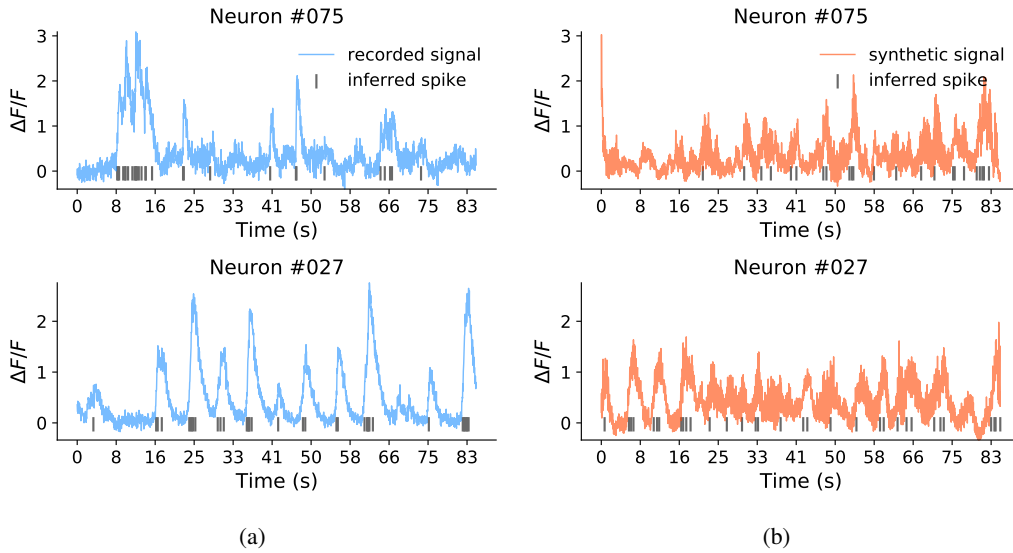 Neuron #075
3
2
1
0
ΔF/F
recorded signal
inferred spike
0 8 16 25 33 41 50 58 66 75 83
Time (s)
Neuron #075
3
2
1
0
ΔF/F
synthetic signal
inferred spike
0 8 16 25 33 41 50 58 66 75 83
Time (s)
Neuron #027
2
1
0
ΔF/F
0 8 16 25 33 41 50 58 66 75 83
Time (s)
Neuron #027
2
1
0
ΔF/F
0 8 16 25 33 41 50 58 66 75 83
Time (s)
(a)
(b)